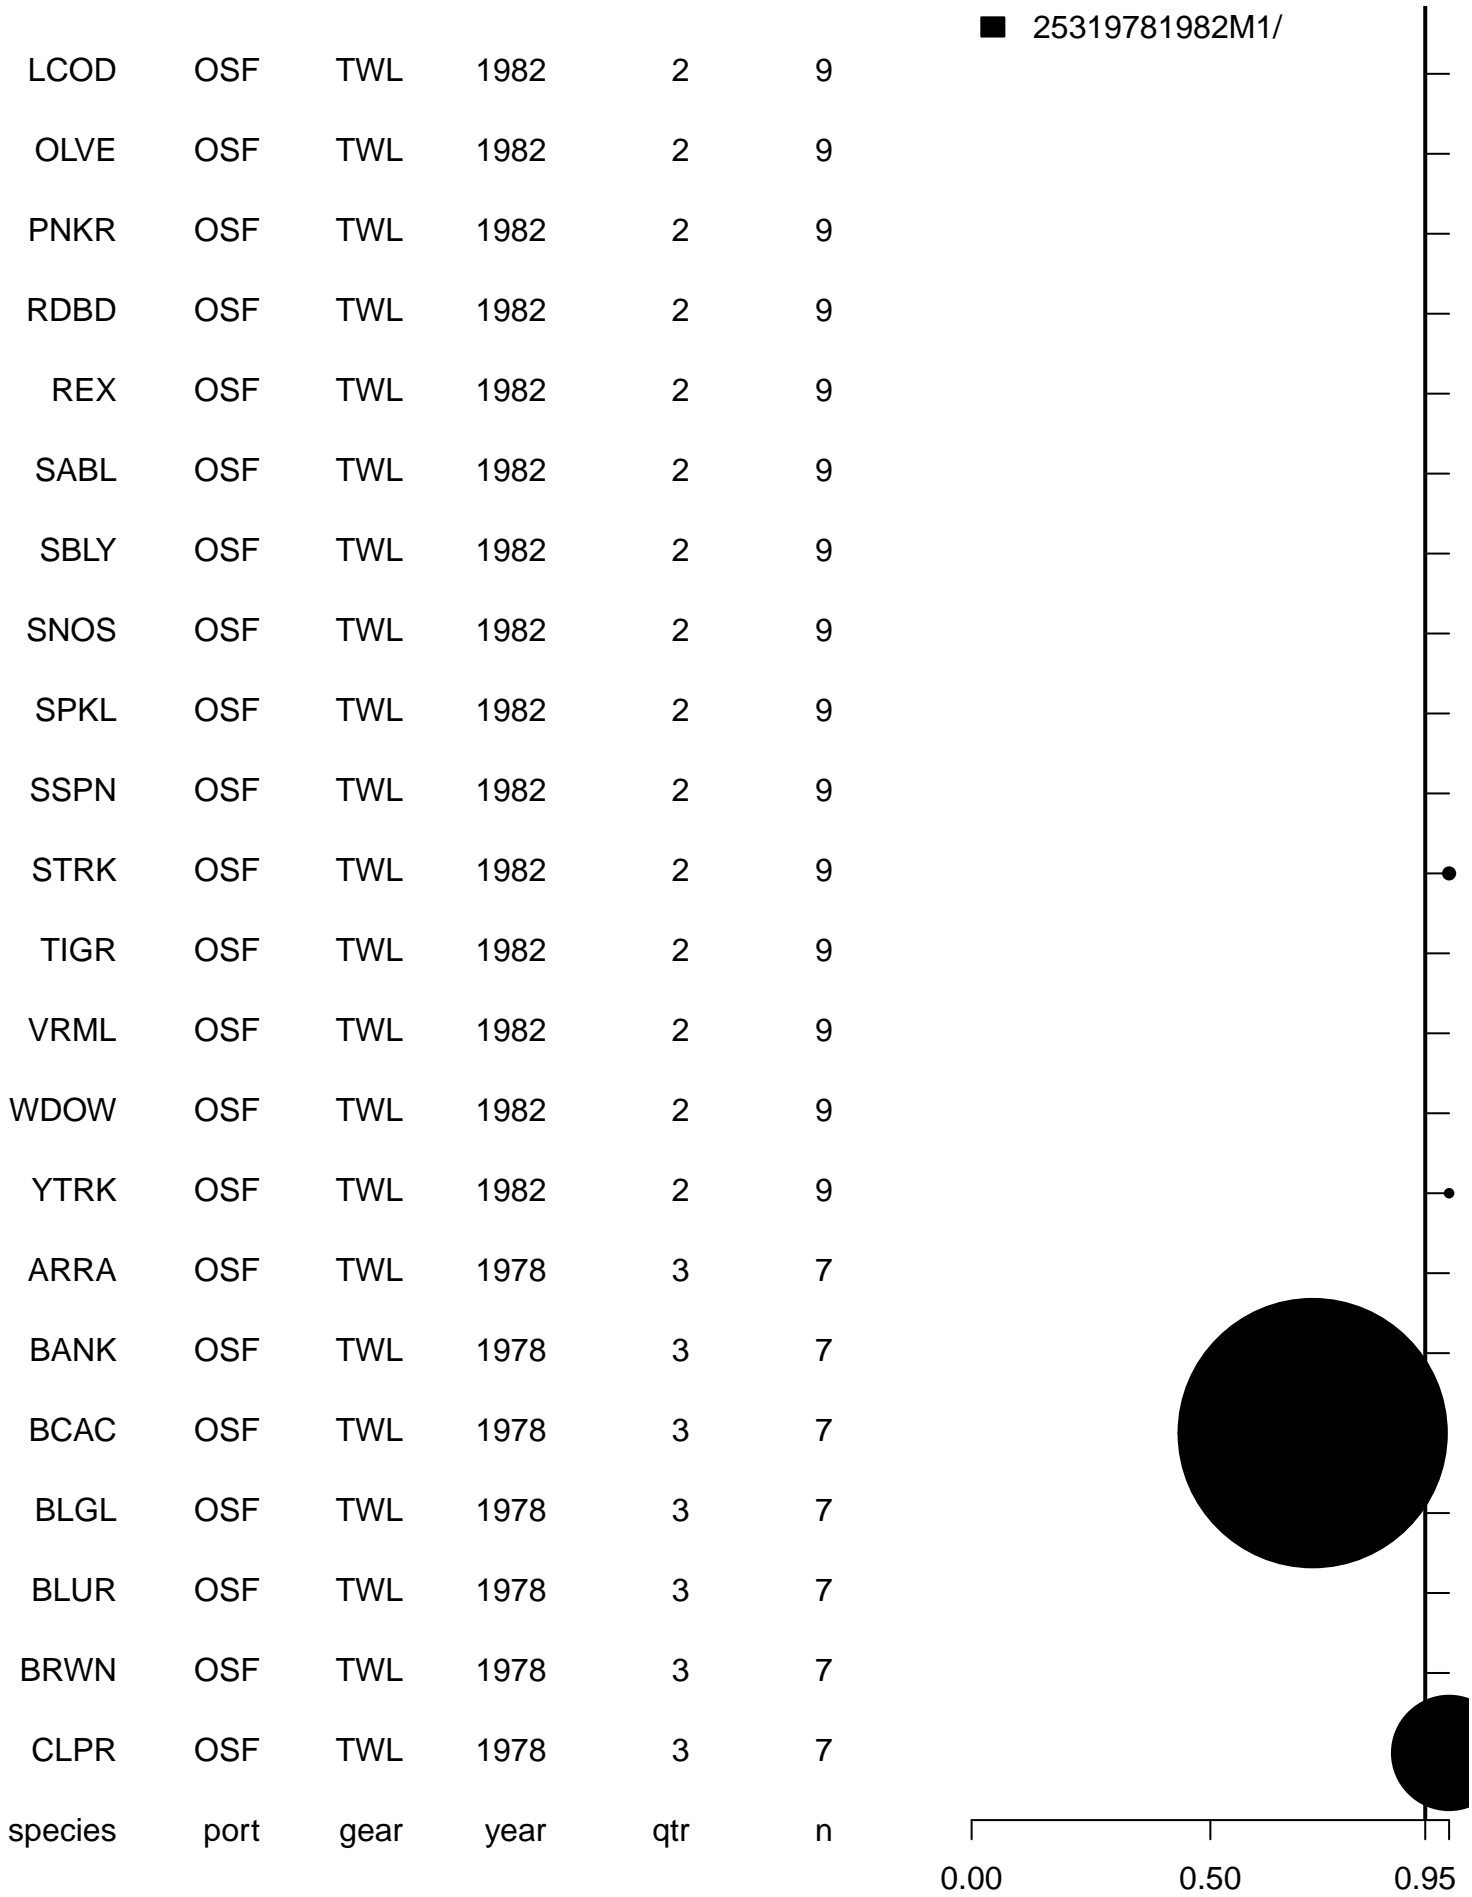 25319781982M1/
LCOD OSF TWL 1982 2 9
OLVE OSF TWL 1982 2 9
PNKR OSF TWL 1982 2 9
RDBD OSF TWL 1982 2 9
REX OSF TWL 1982 2 9
SABL OSF TWL 1982 2 9
SBLY OSF TWL 1982 2 9
SNOS OSF TWL 1982 2 9
SPKL OSF TWL 1982 2 9
SSPN OSF TWL 1982 2 9
STRK OSF TWL 1982 2 9
TIGR OSF TWL 1982 2 9
VRML OSF TWL 1982 2 9
WDOW OSF TWL 1982 2 9
YTRK OSF TWL 1982 2 9
ARRA OSF TWL 1978 3 7
BANK OSF TWL 1978 3 7
BCAC OSF TWL 1978 3 7
BLGL OSF TWL 1978 3 7
BLUR OSF TWL 1978 3 7
BRWN OSF TWL 1978 3 7
CLPR OSF TWL 1978 3 7
species port gear year qtr n
0.00 0.50 0.95